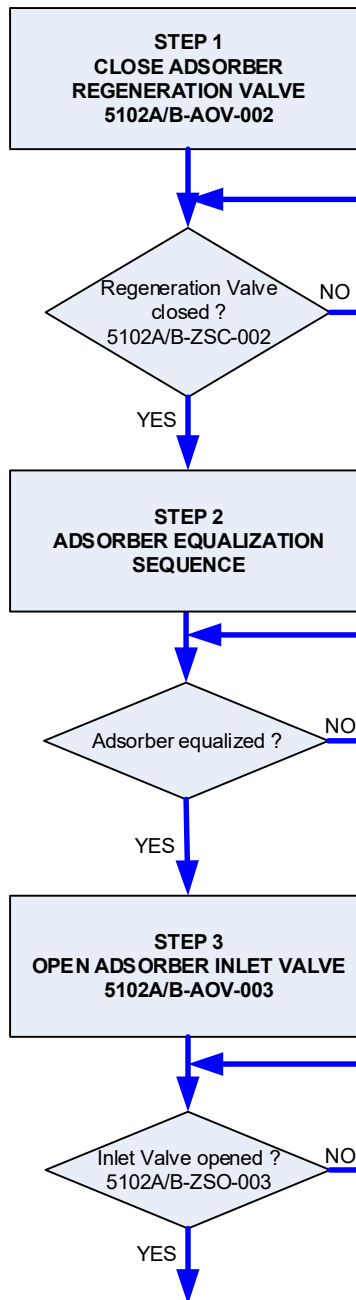 STEP 1
CLOSE ADSORBER
REGENERATION VALVE
5102A/B-AOV-002
Regeneration Valve
closed ?
5102A/B-ZSC-002
NO
YES
STEP 2
ADSORBER EQUALIZATION
SEQUENCE
Adsorber equalized ?
NO
YES
STEP 3
OPEN ADSORBER INLET VALVE
5102A/B-AOV-003
Inlet Valve opened ?
5102A/B-ZSO-003
NO
YES